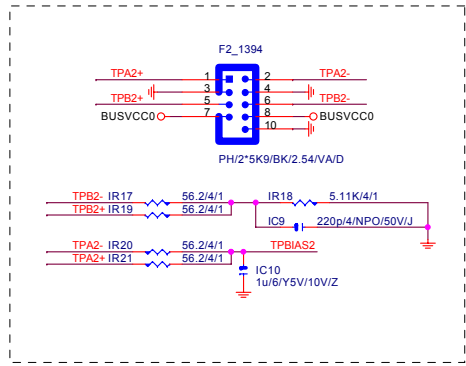 F2_1394
TPA2+ 1 2 TPA2-
3 4
TPB2+ 5 6 TPB2-
BUSVCC0 7 8 BUSVCC0
10
PH/2*5K9/BK/2.54/VA/D
TPB2- IR17 56.2/4/1 IR18 5.11K/4/1
TPB2+ IR19 56.2/4/1 IC9 220p/4/NPO/50V/J
TPA2- IR20 56.2/4/1 TPBIAS2
TPA2+ IR21 56.2/4/1
IC10
1u/6/Y5V/10V/Z